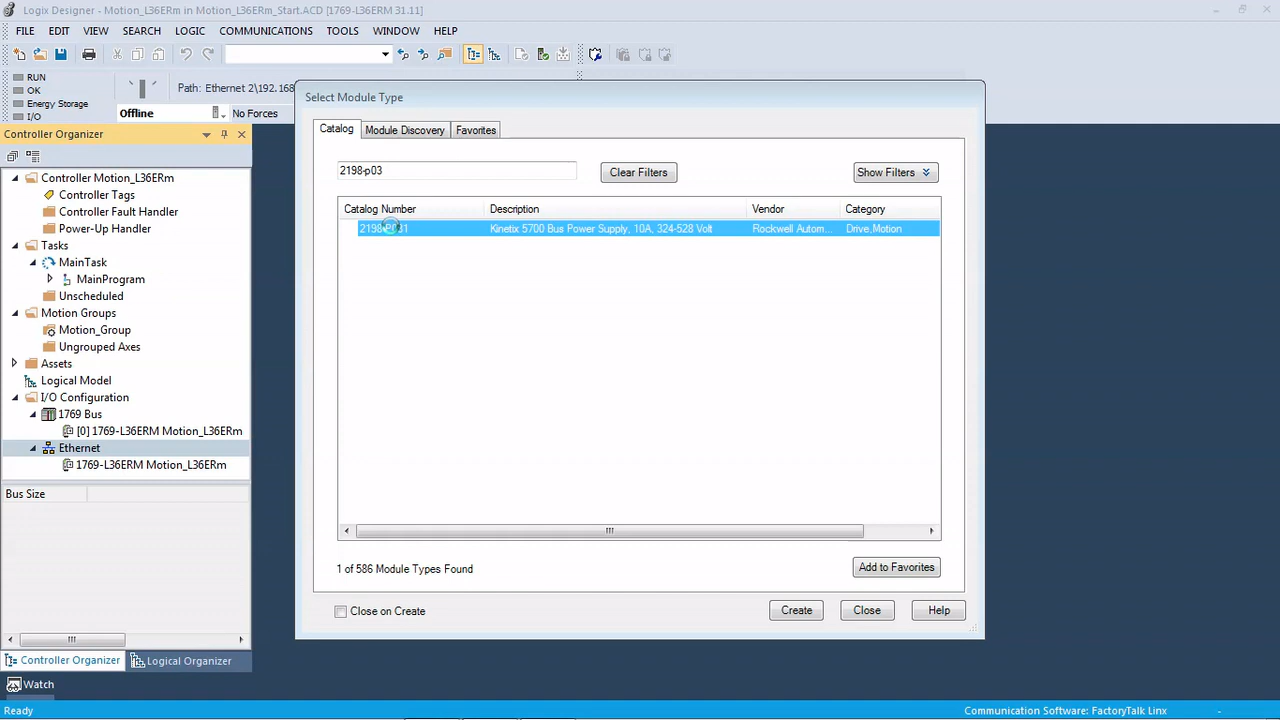 Logix Designer - Motion_L36ERm in Motion_L36ERm_Start.ACD [1769-L36ERM 31.11]
FILE EDIT VIEW SEARCH LOGIC COMMUNICATIONS TOOLS WINDOW HELP
RUN
OK
Energy Storage
I/O
Path: Ethernet 2\192.168
Offline
No Forces
Controller Organizer
Controller Motion_L36ERm
Controller Tags
Controller Fault Handler
Power-Up Handler
Tasks
MainTask
MainProgram
Unscheduled
Motion Groups
Motion_Group
Ungrouped Axes
Assets
Logical Model
I/O Configuration
1769 Bus
[0] 1769-L36ERM Motion_L36ERm
Ethernet
1769-L36ERM Motion_L36ERm
Bus Size
Controller Organizer
Logical Organizer
Watch
Ready
Communication Software: FactoryTalk Linx
Select Module Type
Catalog Module Discovery Favorites
2198-p03
Clear Filters
Show Filters
Catalog Number Description Vendor Category
Kinetix 5700 Bus Power Supply, 10A, 324-528 Volt Rockwell Autom... Drive,Motion
1 of 586 Module Types Found
Add to Favorites
Close on Create
Create Close Help